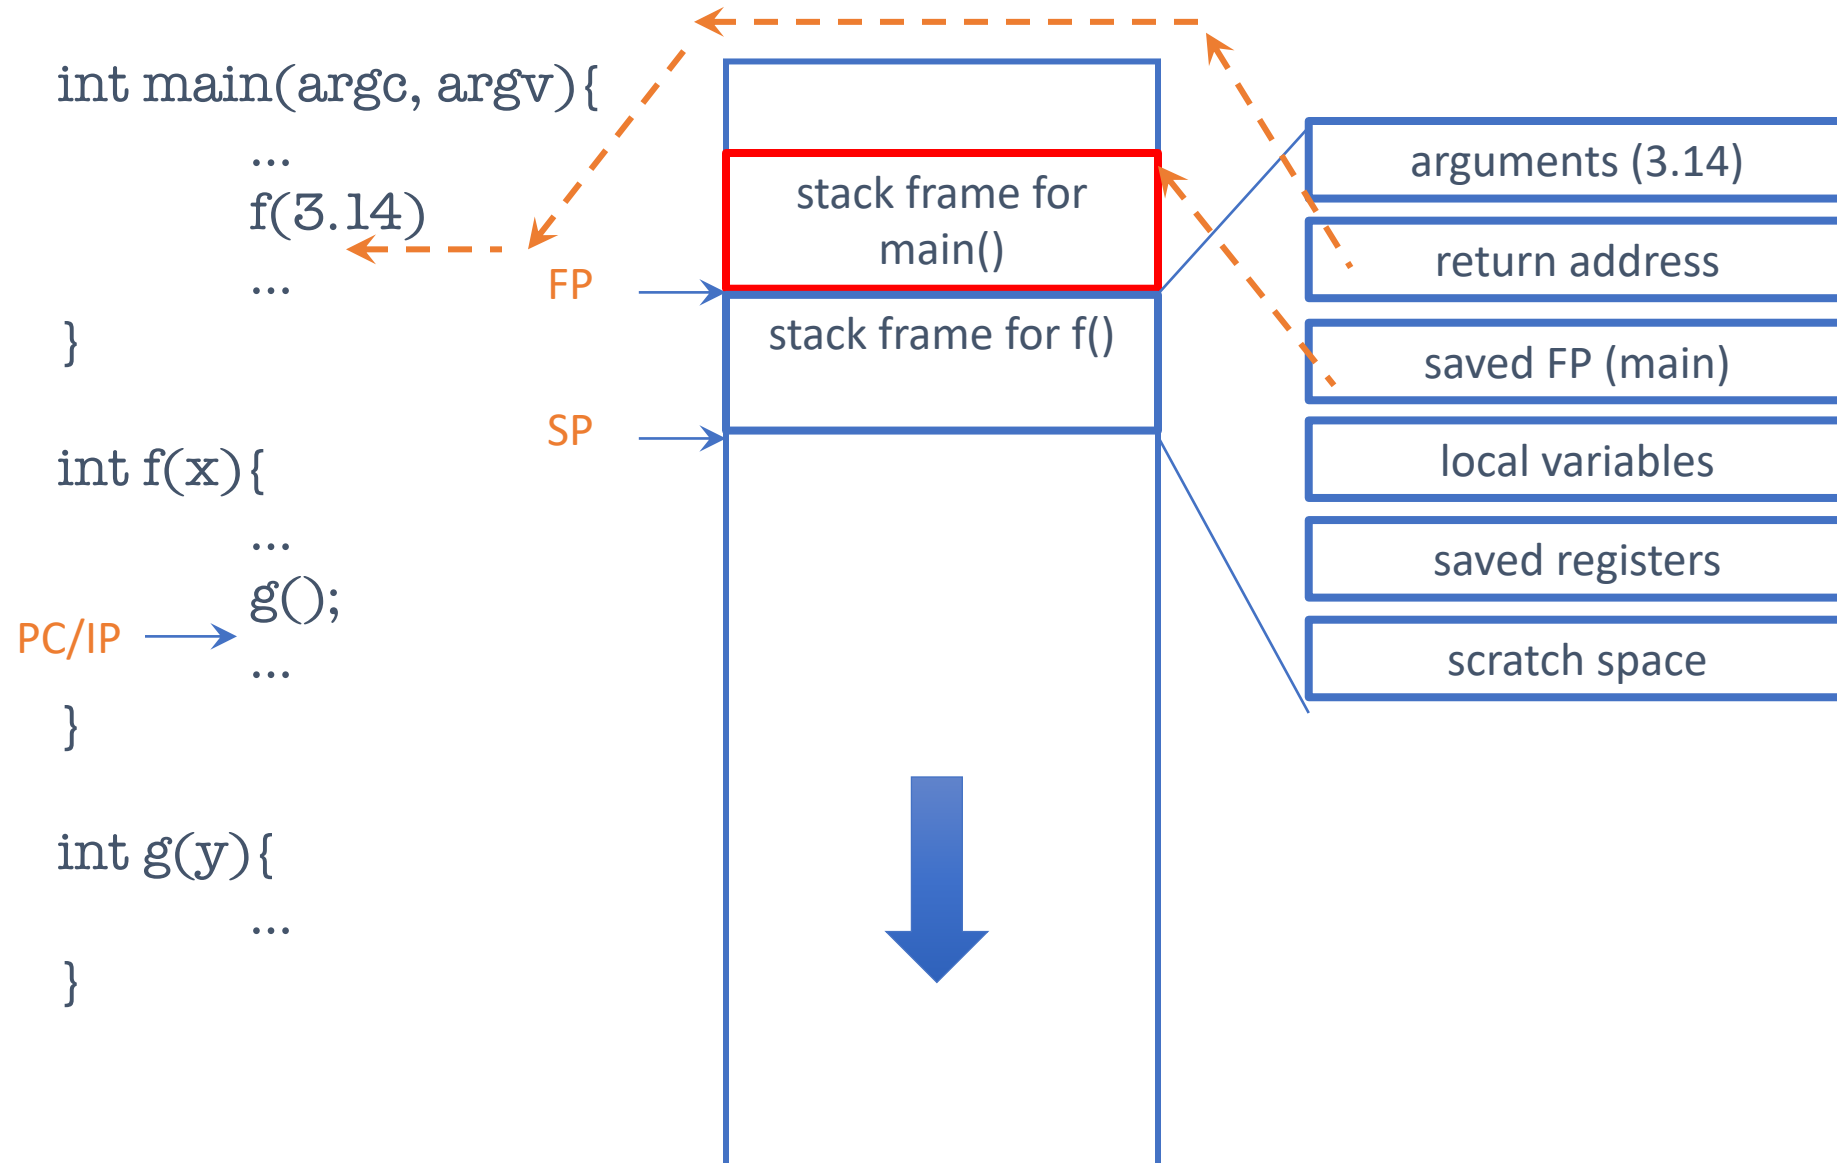 int main(argc, argv){
...
f(3.14)
...
}
int f(x){
...
g();
...
}
int g(y){
...
}
PC/IP
FP
SP
stack frame for
main()
stack frame for f()
arguments (3.14)
return address
saved FP (main)
local variables
saved registers
scratch space